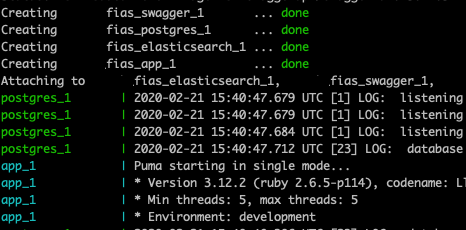 Creating fias_swagger_1 ... done
Creating fias_postgres_1 ... done
Creating fias_elasticsearch_1 ... done
Creating fias_app_1 ... done
Attaching to fias_elasticsearch_1, fias_swagger_1,
postgres_1 | 2020-02-21 15:40:47.679 UTC [1] LOG: listening
postgres_1 | 2020-02-21 15:40:47.679 UTC [1] LOG: listening
postgres_1 | 2020-02-21 15:40:47.684 UTC [1] LOG: listening
postgres_1 | 2020-02-21 15:40:47.712 UTC [23] LOG: database
app_1 | Puma starting in single mode...
app_1 | * Version 3.12.2 (ruby 2.6.5-p114), codename: Ll
app_1 | * Min threads: 5, max threads: 5
app_1 | * Environment: development